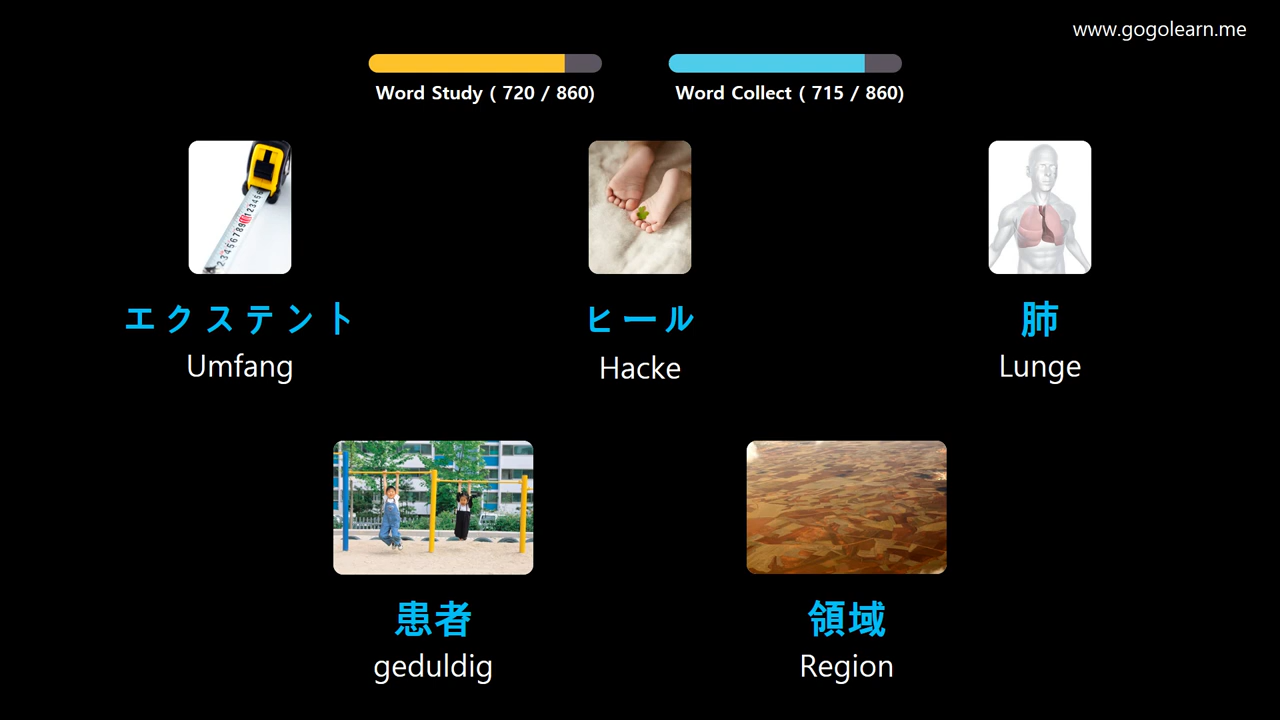 www.gogolearn.me
Word Study ( 720 / 860)
Word Collect ( 715 / 860)
エクステント
Umfang
ヒール
Hacke
肺
Lunge
患者
geduldig
領域
Region